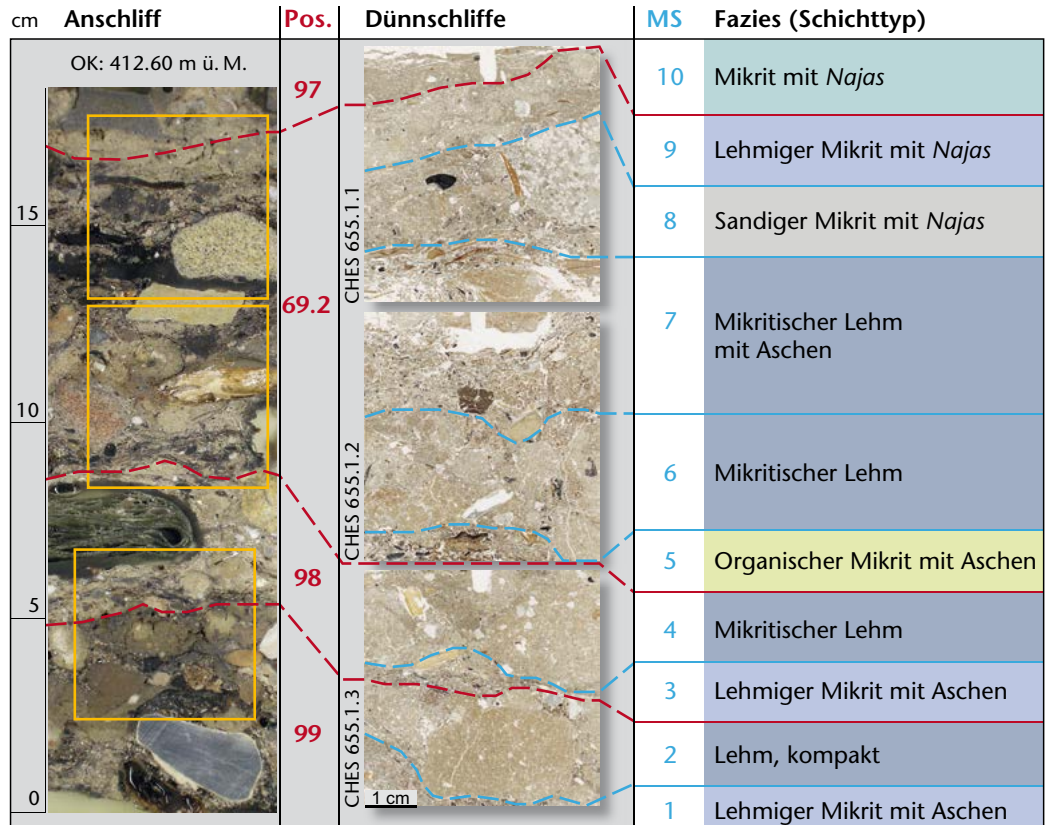 cm Anschliff Pos. Dünnschliffe MS Fazies (Schichttyp)
OK: 412.60 m ü. M.
97
69.2
98
99
15
10
5
0
CHES 655.1.1
CHES 655.1.2
CHES 655.1.3
1 cm
10 Mikrit mit Najas
9 Lehmiger Mikrit mit Najas
8 Sandiger Mikrit mit Najas
7 Mikritischer Lehm
mit Aschen
6 Mikritischer Lehm
5 Organischer Mikrit mit Aschen
4 Mikritischer Lehm
3 Lehmiger Mikrit mit Aschen
2 Lehm, kompakt
1 Lehmiger Mikrit mit Aschen